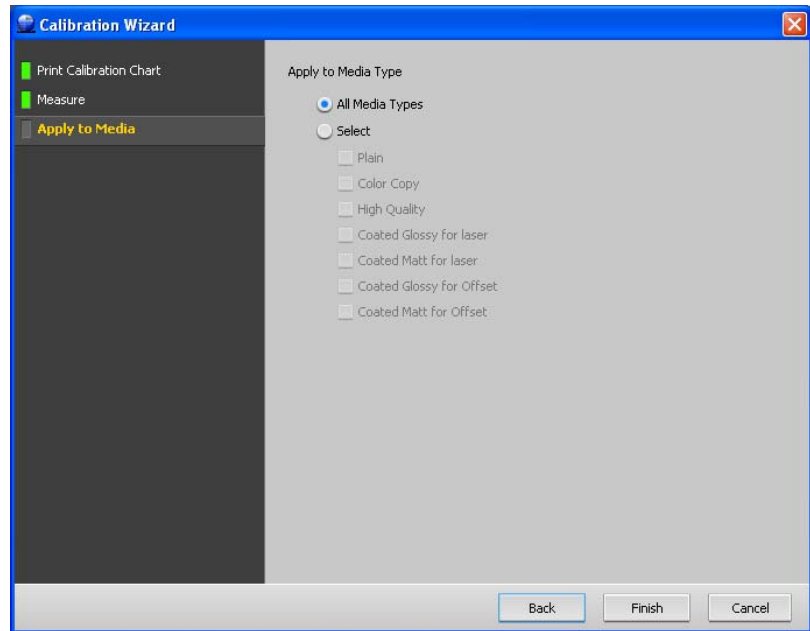 Calibration Wizard
Print Calibration Chart
Measure
Apply to Media
Apply to Media Type
All Media Types
Select
Plain
Color Copy
High Quality
Coated Glossy for laser
Coated Matt for laser
Coated Glossy for Offset
Coated Matt for Offset
Back
Finish
Cancel